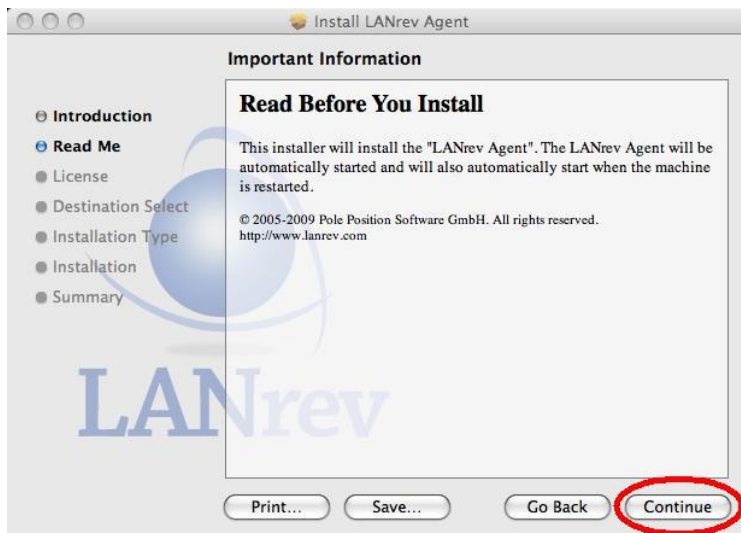 Install LANrev Agent
Important Information
Introduction
Read Me
License
Destination Select
Installation Type
Installation
Summary
Read Before You Install
This installer will install the "LANrev Agent". The LANrev Agent will be
automatically started and will also automatically start when the machine
is restarted.
© 2005-2009 Pole Position Software GmbH. All rights reserved.
http://www.lanrev.com
LANrev
Print...
Save...
Go Back
Continue